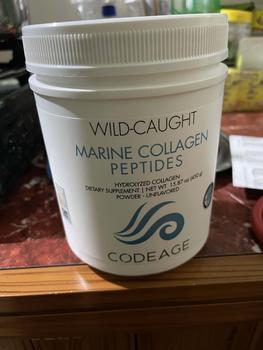 WILD-CAUGHT
MARINE COLLAGEN
PEPTIDES
HYDROLYZED COLLAGEN
DIETARY SUPPLEMENT | NET WT. 15.87 oz (450 g)
POWDER - UNFLAVORED
CODEAGE